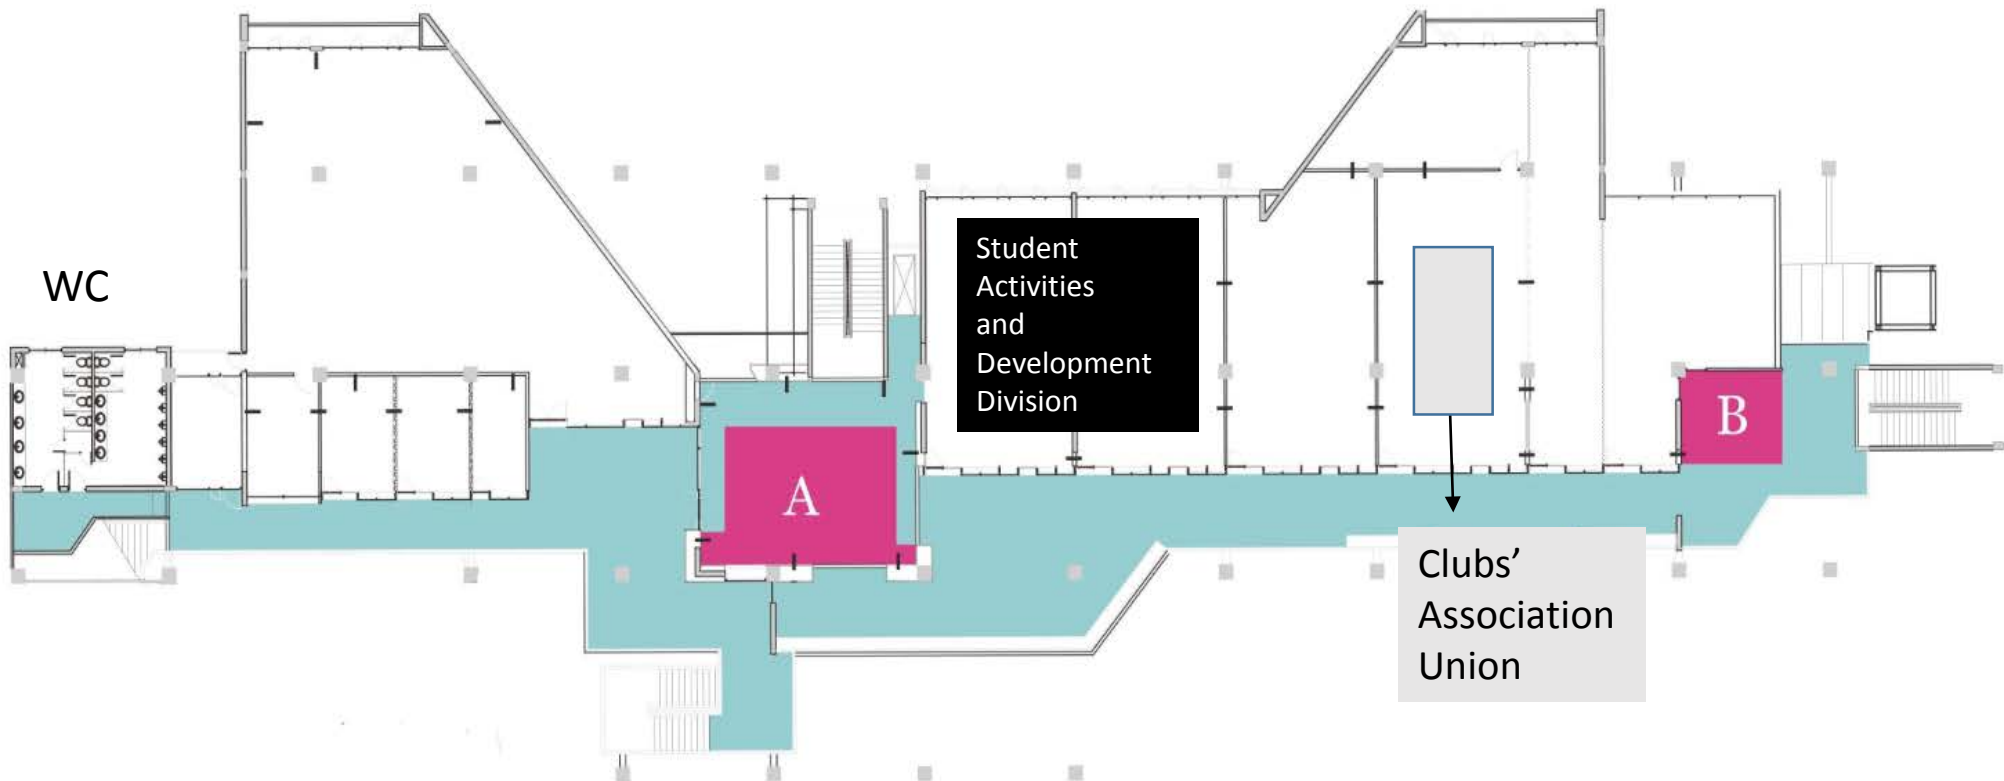 WC
Student
Activities
and
Development
Division
A
B
Clubs’
Association
Union